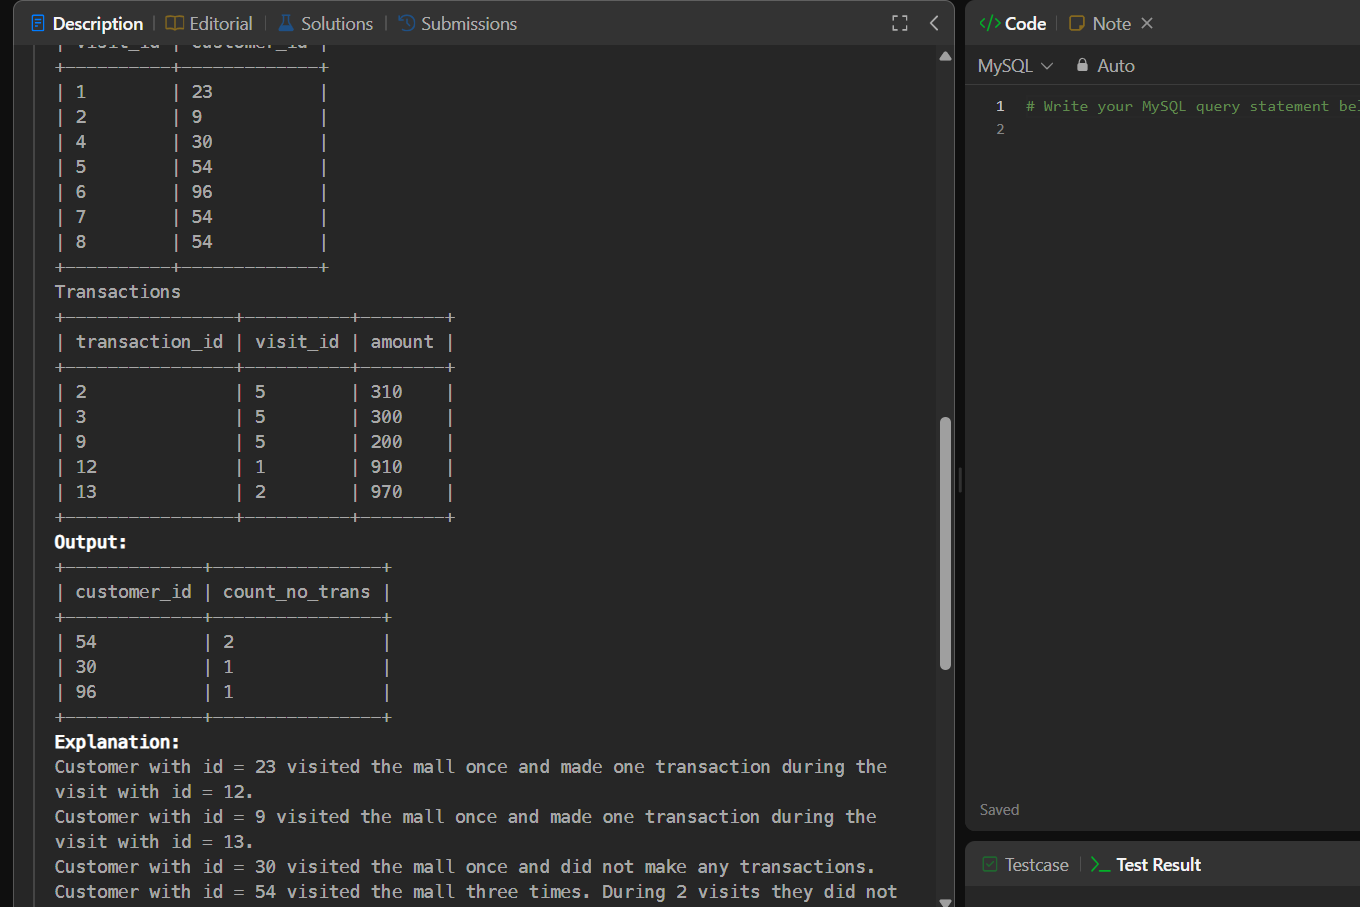 Description | Editorial | Solutions | Submissions
</> Code | Note ×
MySQL Auto
| visit_id | customer_id |
+----------+-------------+
| 1        | 23          |
| 2        | 9           |
| 4        | 30          |
| 5        | 54          |
| 6        | 96          |
| 7        | 54          |
| 8        | 54          |
+----------+-------------+
Transactions
+----------------+----------+--------+
| transaction_id | visit_id | amount |
+----------------+----------+--------+
| 2              | 5        | 310    |
| 3              | 5        | 300    |
| 9              | 5        | 200    |
| 12             | 1        | 910    |
| 13             | 2        | 970    |
+----------------+----------+--------+
Output:
+-------------+----------------+
| customer_id | count_no_trans |
+-------------+----------------+
| 54          | 2              |
| 30          | 1              |
| 96          | 1              |
+-------------+----------------+
Explanation:
Customer with id = 23 visited the mall once and made one transaction during the
visit with id = 12.
Customer with id = 9 visited the mall once and made one transaction during the
visit with id = 13.
Customer with id = 30 visited the mall once and did not make any transactions.
Customer with id = 54 visited the mall three times. During 2 visits they did not
1 # Write your MySQL query statement bel
2
Saved
Testcase | >_ Test Result